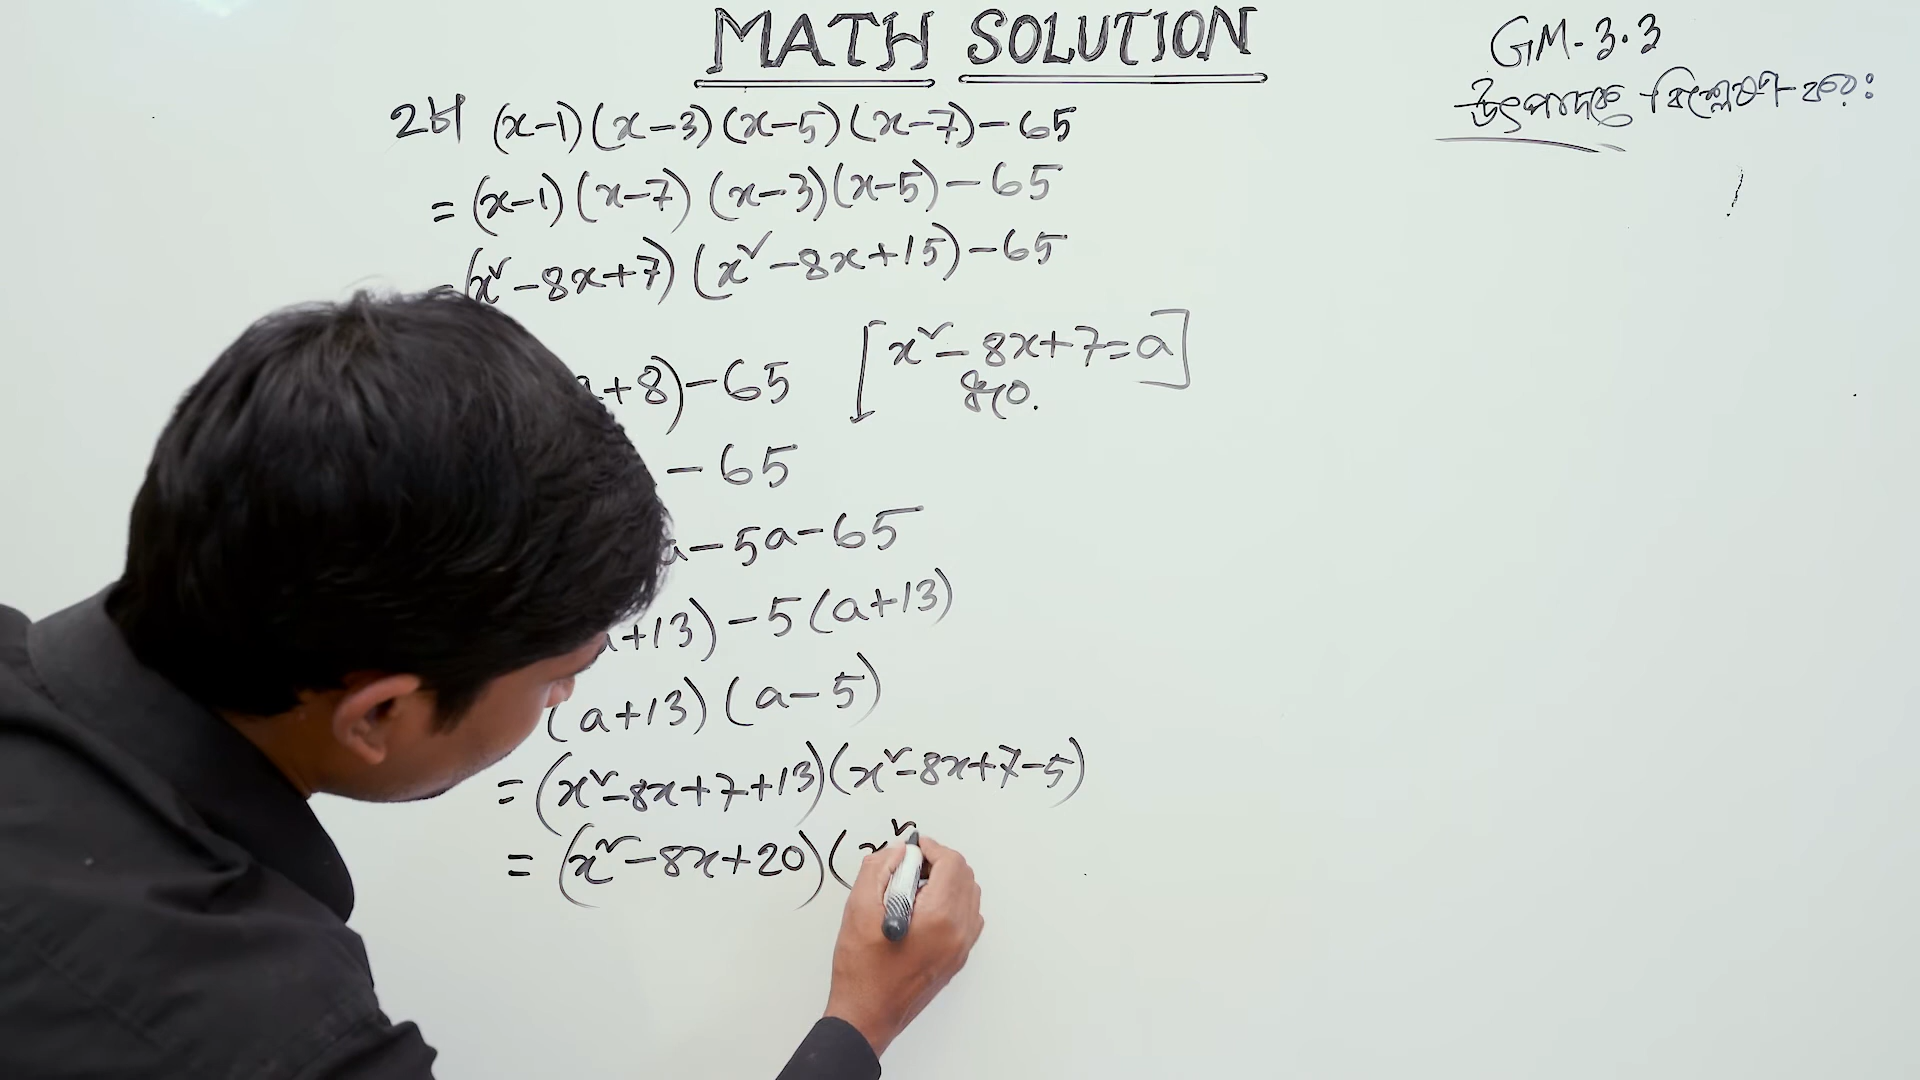 MATH SOLUTION
GM-3.3
উৎপাদকে বিশ্লেষণ কর:
(x-1)(x-3)(x-5)(x-7)-65
=(x-1)(x-7)(x-3)(x-5)-65
=(x²-8x+7)(x²-8x+15)-65
a+8)-65 [x²-8x+7=a]
-65
a-5a-65
a+13)-5(a+13)
(a+13)(a-5)
=(x²-8x+7+13)(x²-8x+7-5)
=(x²-8x+20)(x²